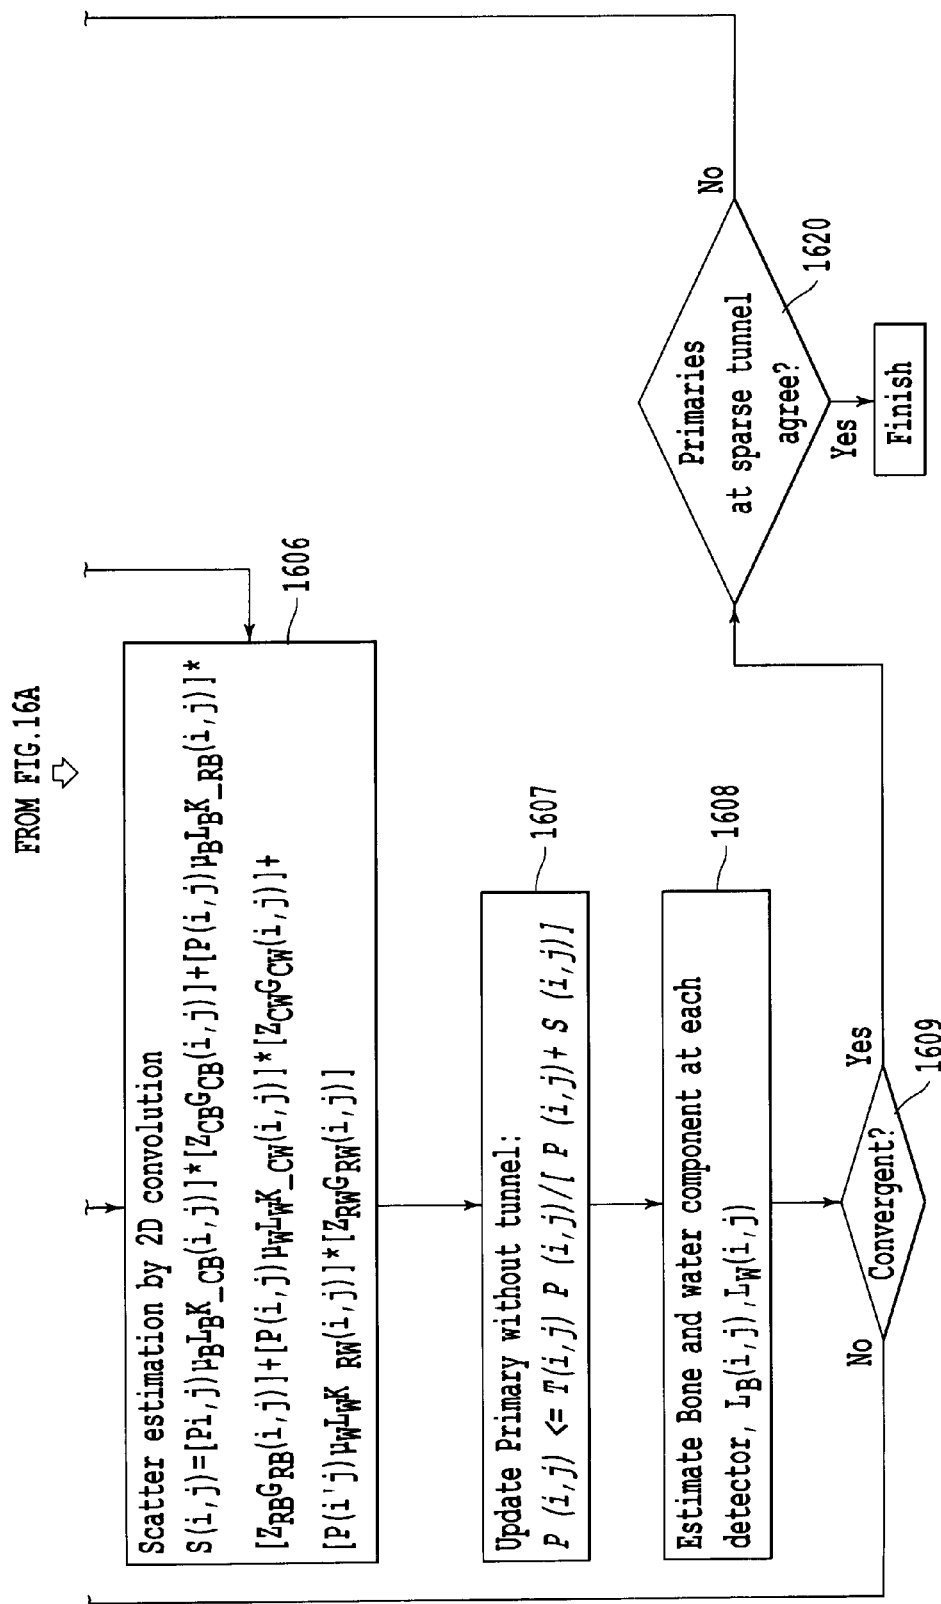 FROM FIG.16A
Scatter estimation by 2D convolution
S(i,j)=[Pi,j)μBLBK_CB(i,j)]*[ZCBGCB(i,j)]+[P(i,j)μBLBK_RB(i,j)]*
[ZRBGRB(i,j)]+[P(i,j)μWLWK_CW(i,j)]*[ZCWGCW(i,j)]+
[P(i'j)μWLWK RW(i,j)]*[ZRWGRW(i,j)]
1606
Update Primary without tunnel:
P (i,j) <= T(i,j) P (i,j)/[ P (i,j)+ S (i,j)]
1607
Estimate Bone and water component at each
detector, LB(i,j),LW(i,j)
1608
Convergent?
No
Yes
1609
Primaries
at sparse tunnel
agree?
No
1620
Yes
Finish